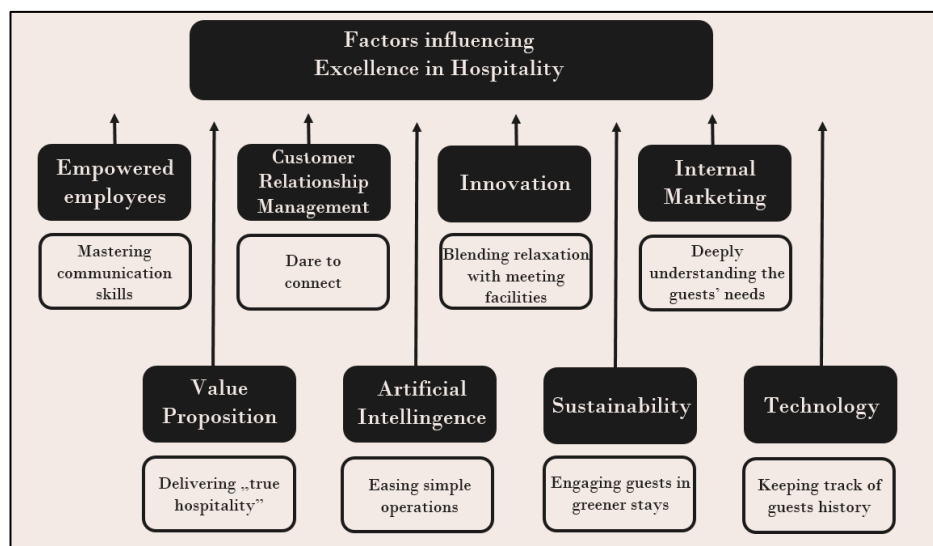 Factors influencing
Excellence in Hospitality
Empowered
employees
Mastering
communication
skills
Customer
Relationship
Management
Dare to
connect
Innovation
Blending relaxation
with meeting
facilities
Internal
Marketing
Deeply
understanding the
guests’ needs
Value
Proposition
Delivering „true
hospitality”
Artificial
Intellingence
Easing simple
operations
Sustainability
Engaging guests in
greener stays
Technology
Keeping track of
guests history